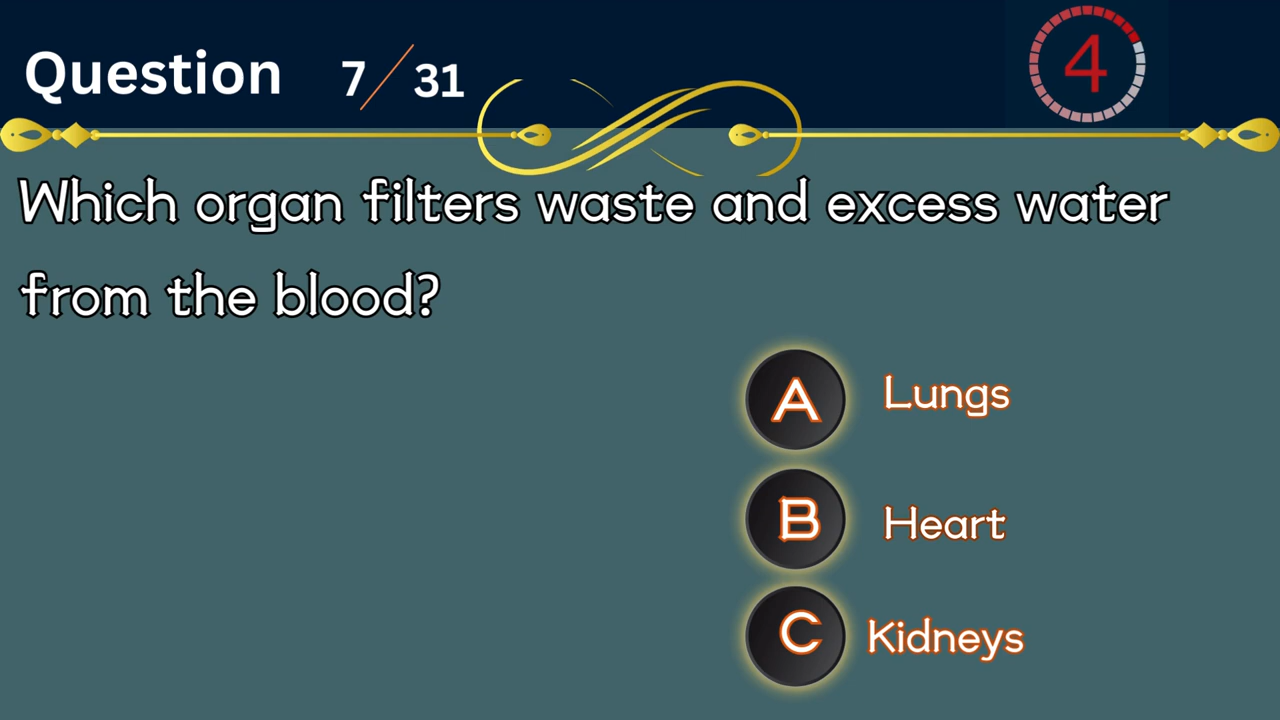 Question 7/31
4
Which organ filters waste and excess water
from the blood?
A Lungs
B Heart
C Kidneys